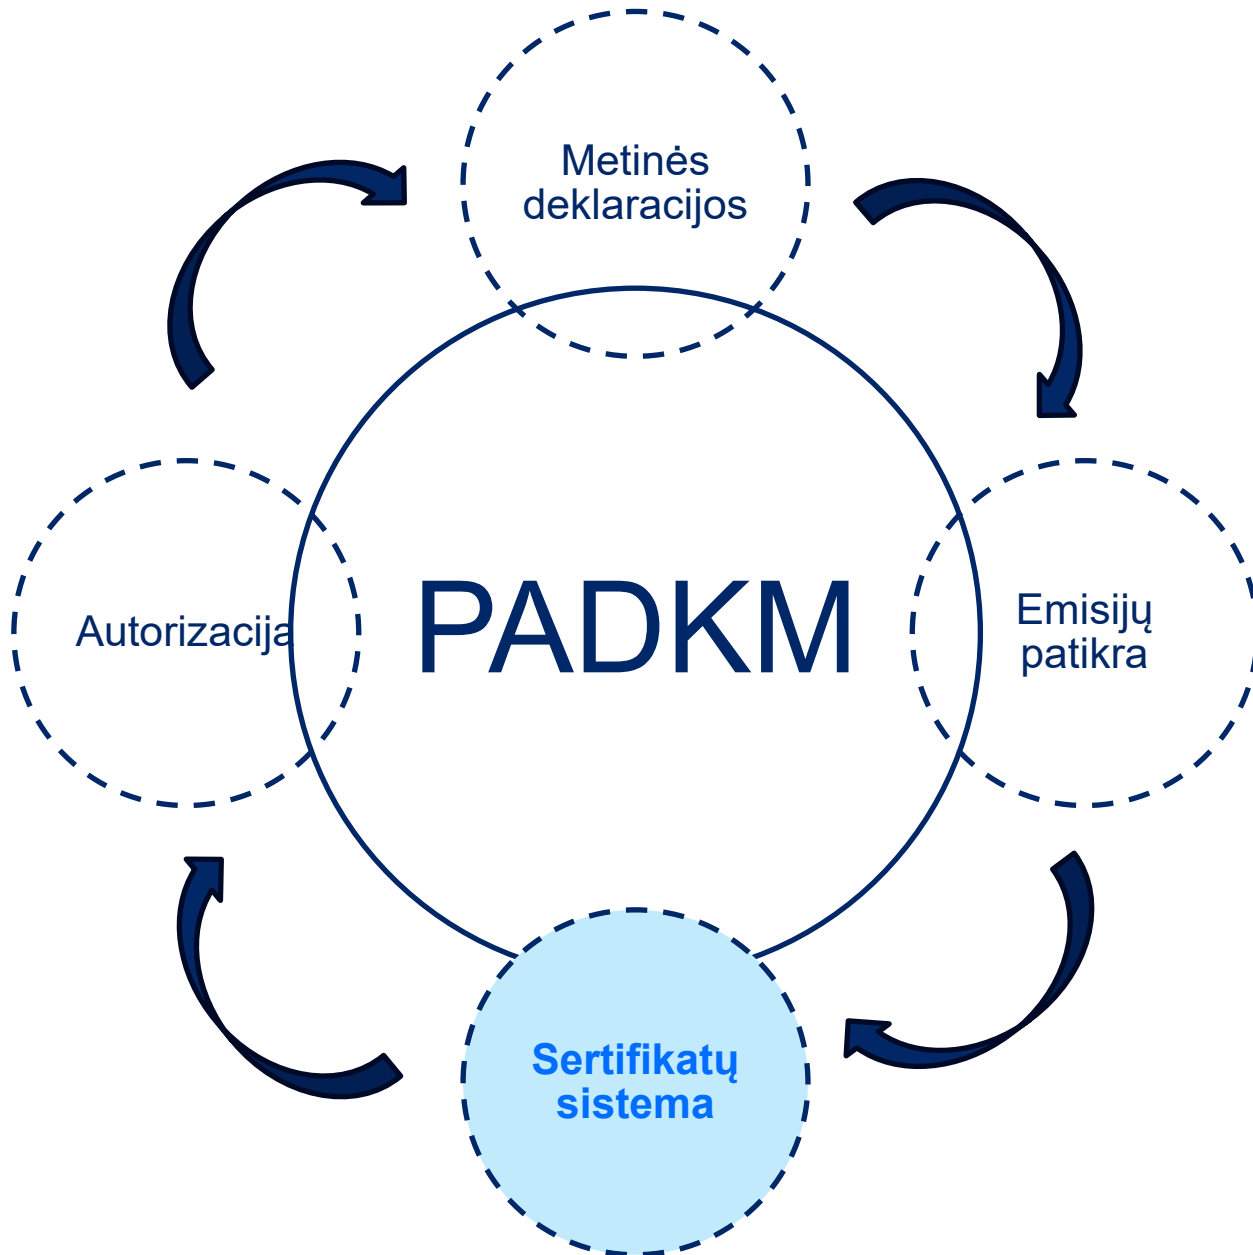 Metinės
deklaracijos
Autorizacija
PADKM
Emisijų
patikra
Sertifikatų
sistema